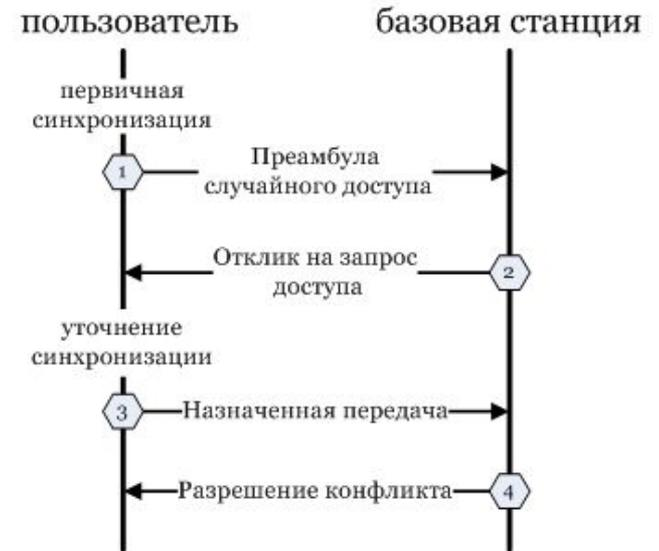 пользователь
базовая станция
первичная
синхронизация
1
Преамбула
случайного доступа
Отклик на запрос
доступа
2
уточнение
синхронизации
3
Назначенная передача
Разрешение конфликта
4